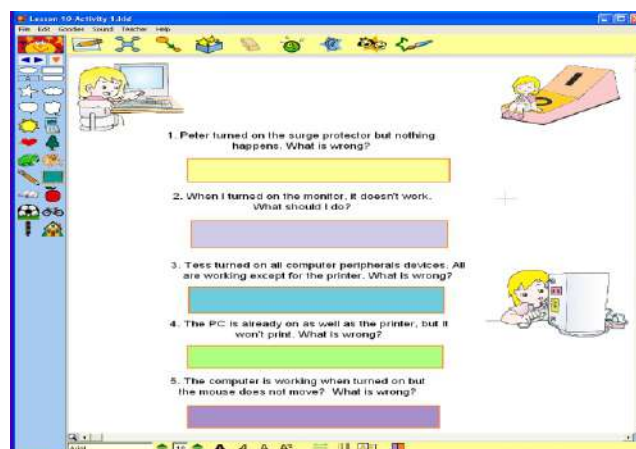 Lesson 10-Activity 1.kid
File Edit Goodies Sound Teacher Help
1. Peter turned on the surge protector but nothing
happens. What is wrong?
2. When I turned on the monitor, it doesn't work.
What should I do?
3. Tess turned on all computer peripherals devices. All
are working except for the printer. What is wrong?
4. The PC is already on as well as the printer, but it
won't print. What is wrong?
5. The computer is working when turned on but
the mouse does not move? What is wrong?